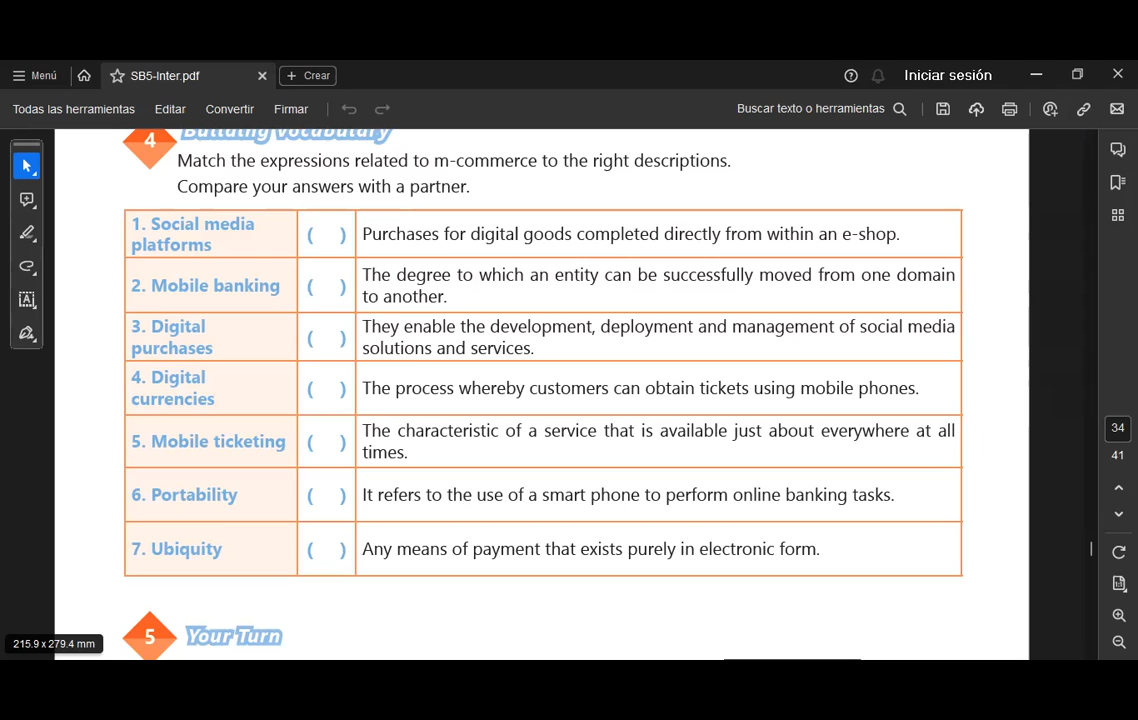 Menú
SB5-Inter.pdf
Crear
Iniciar sesión
Todas las herramientas Editar Convertir Firmar
Buscar texto o herramientas
4 Building Vocabulary
Match the expressions related to m-commerce to the right descriptions.
Compare your answers with a partner.
1. Social media
platforms
( )
Purchases for digital goods completed directly from within an e-shop.
2. Mobile banking
( )
The degree to which an entity can be successfully moved from one domain
to another.
3. Digital
purchases
( )
They enable the development, deployment and management of social media
solutions and services.
4. Digital
currencies
( )
The process whereby customers can obtain tickets using mobile phones.
5. Mobile ticketing
( )
The characteristic of a service that is available just about everywhere at all
times.
6. Portability
( )
It refers to the use of a smart phone to perform online banking tasks.
7. Ubiquity
( )
Any means of payment that exists purely in electronic form.
5 Your Turn
215.9 x 279.4 mm
34
41